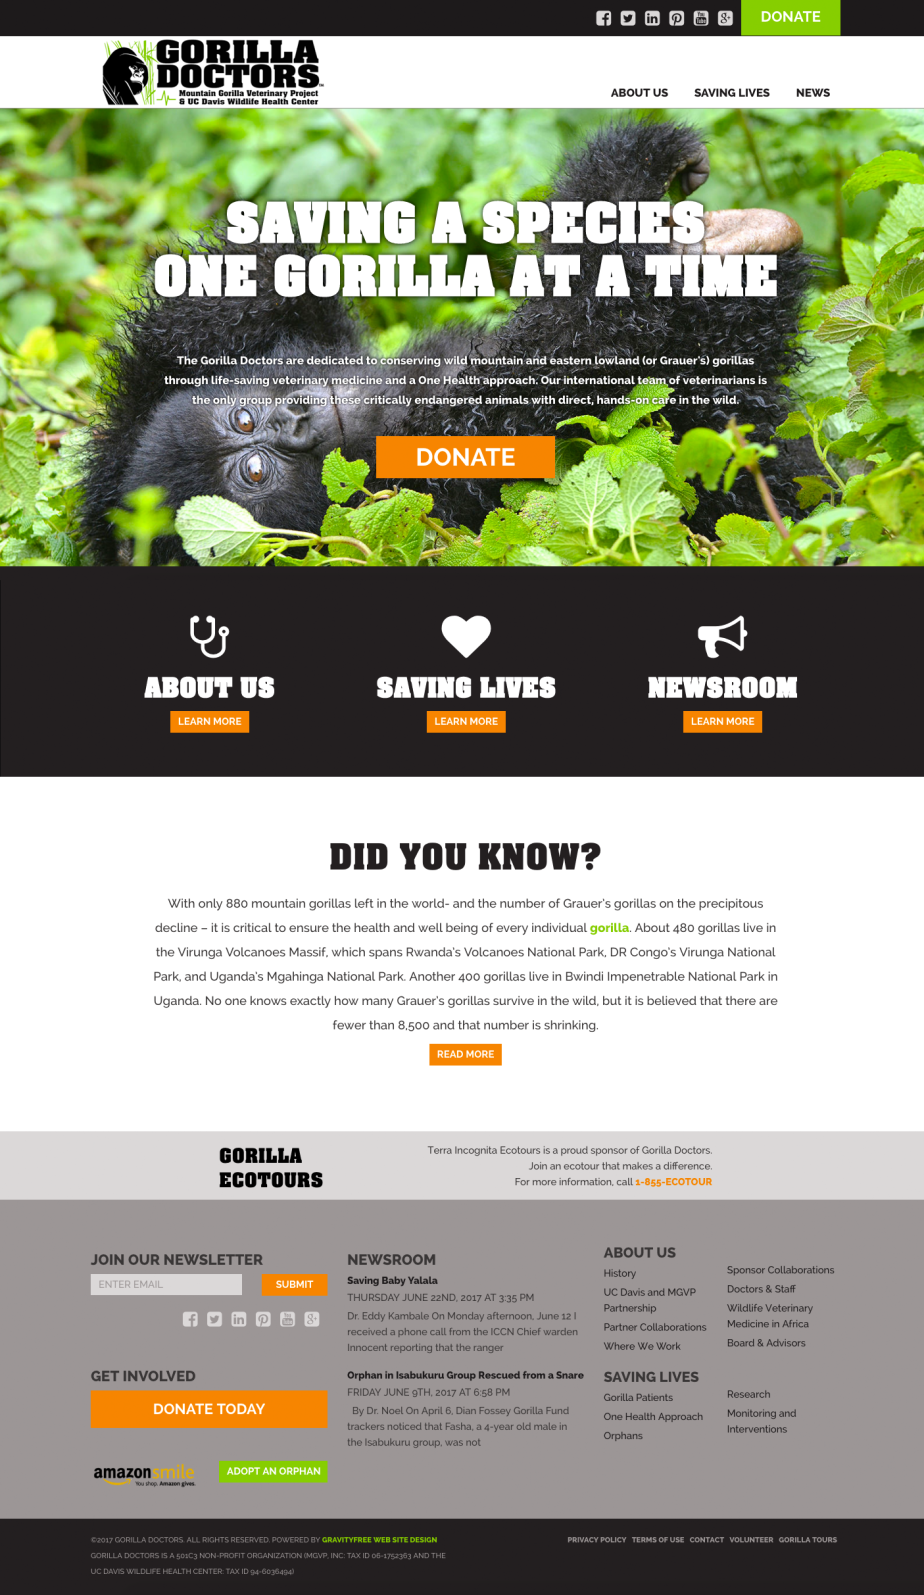 DONATE
GORILLA
DOCTORS
Mountain Gorilla Veterinary Project
& UC Davis Wildlife Health Center
ABOUT US SAVING LIVES NEWS
SAVING A SPECIES
ONE GORILLA AT A TIME
The Gorilla Doctors are dedicated to conserving wild mountain and eastern lowland (or Grauer's) gorillas
through life-saving veterinary medicine and a One Health approach. Our international team of veterinarians is
the only group providing these critically endangered animals with direct, hands-on care in the wild.
DONATE
ABOUT US
LEARN MORE
SAVING LIVES
LEARN MORE
NEWSROOM
LEARN MORE
DID YOU KNOW?
With only 880 mountain gorillas left in the world- and the number of Grauer's gorillas on the precipitous
decline – it is critical to ensure the health and well being of every individual gorilla. About 480 gorillas live in
the Virunga Volcanoes Massif, which spans Rwanda's Volcanoes National Park, DR Congo's Virunga National
Park, and Uganda's Mgahinga National Park. Another 400 gorillas live in Bwindi Impenetrable National Park in
Uganda. No one knows exactly how many Grauer's gorillas survive in the wild, but it is believed that there are
fewer than 8,500 and that number is shrinking.
READ MORE
GORILLA
ECOTOURS
Terra Incognita Ecotours is a proud sponsor of Gorilla Doctors.
Join an ecotour that makes a difference.
For more information, call 1-855-ECOTOUR
JOIN OUR NEWSLETTER
ENTER EMAIL
SUBMIT
GET INVOLVED
DONATE TODAY
amazonsmile
You shop. Amazon gives.
ADOPT AN ORPHAN
NEWSROOM
Saving Baby Yalala
THURSDAY JUNE 22ND, 2017 AT 3:35 PM
Dr. Eddy Kambale On Monday afternoon, June 12 I
received a phone call from the ICCN Chief warden
Innocent reporting that the ranger
Orphan in Isabukuru Group Rescued from a Snare
FRIDAY JUNE 9TH, 2017 AT 6:58 PM
By Dr. Noel On April 6, Dian Fossey Gorilla Fund
trackers noticed that Fasha, a 4-year old male in
the Isabukuru group, was not
ABOUT US
History
UC Davis and MGVP
Partnership
Partner Collaborations
Where We Work
Sponsor Collaborations
Doctors & Staff
Wildlife Veterinary
Medicine in Africa
Board & Advisors
SAVING LIVES
Gorilla Patients
One Health Approach
Orphans
Research
Monitoring and
Interventions
©2017 GORILLA DOCTORS. ALL RIGHTS RESERVED. POWERED BY GRAVITYFREE WEB SITE DESIGN
GORILLA DOCTORS IS A 501C3 NON-PROFIT ORGANIZATION (MGVP, INC: TAX ID 06-1752363 AND THE
UC DAVIS WILDLIFE HEALTH CENTER: TAX ID 94-6036494)
PRIVACY POLICY TERMS OF USE CONTACT VOLUNTEER GORILLA TOURS